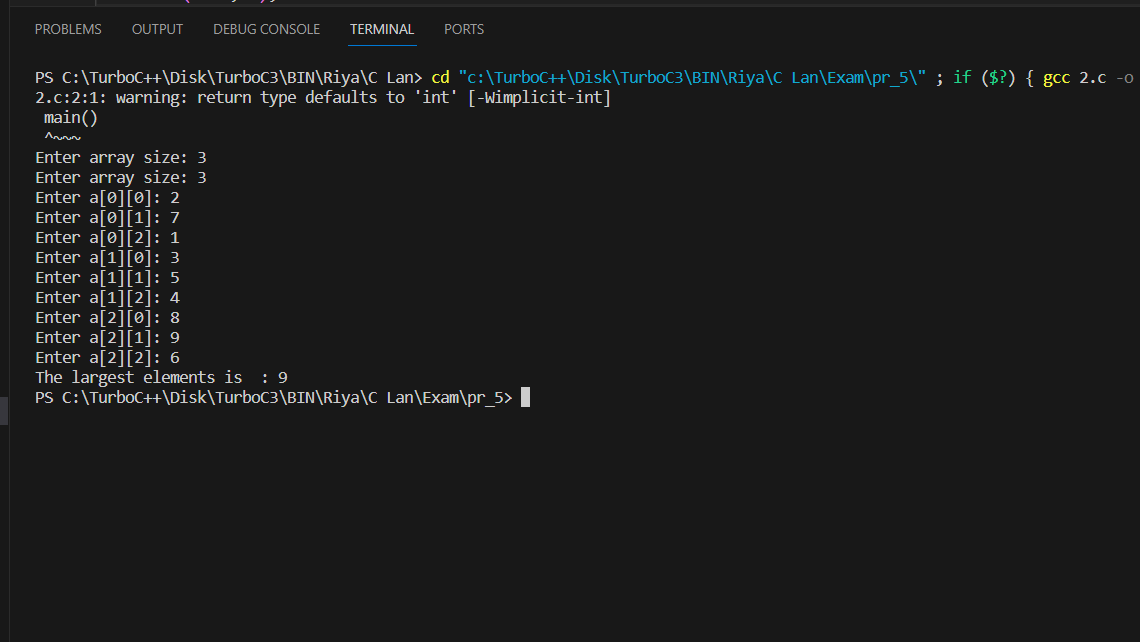 PROBLEMS OUTPUT DEBUG CONSOLE TERMINAL PORTS
PS C:\TurboC++\Disk\TurboC3\BIN\Riya\C Lan> cd "c:\TurboC++\Disk\TurboC3\BIN\Riya\C Lan\Exam\pr_5\" ; if ($?) { gcc 2.c -o
2.c:2:1: warning: return type defaults to 'int' [-Wimplicit-int]
 main()
 ^~~~
Enter array size: 3
Enter array size: 3
Enter a[0][0]: 2
Enter a[0][1]: 7
Enter a[0][2]: 1
Enter a[1][0]: 3
Enter a[1][1]: 5
Enter a[1][2]: 4
Enter a[2][0]: 8
Enter a[2][1]: 9
Enter a[2][2]: 6
The largest elements is  : 9
PS C:\TurboC++\Disk\TurboC3\BIN\Riya\C Lan\Exam\pr_5>